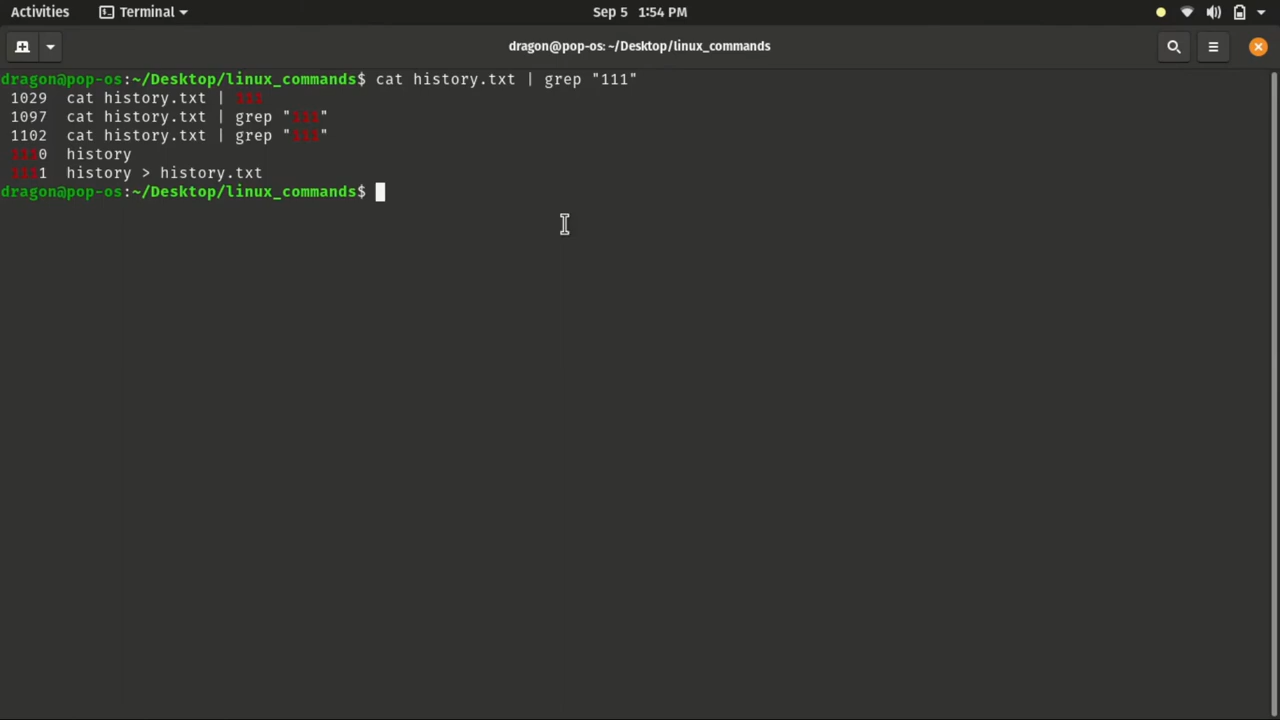 Activities Terminal Sep 5 1:54 PM
dragon@pop-os: ~/Desktop/linux_commands
dragon@pop-os:~/Desktop/linux_commands$ cat history.txt | grep "111"
1029 cat history.txt | 111
1097 cat history.txt | grep "111"
1102 cat history.txt | grep "111"
1110 history
1111 history > history.txt
dragon@pop-os:~/Desktop/linux_commands$